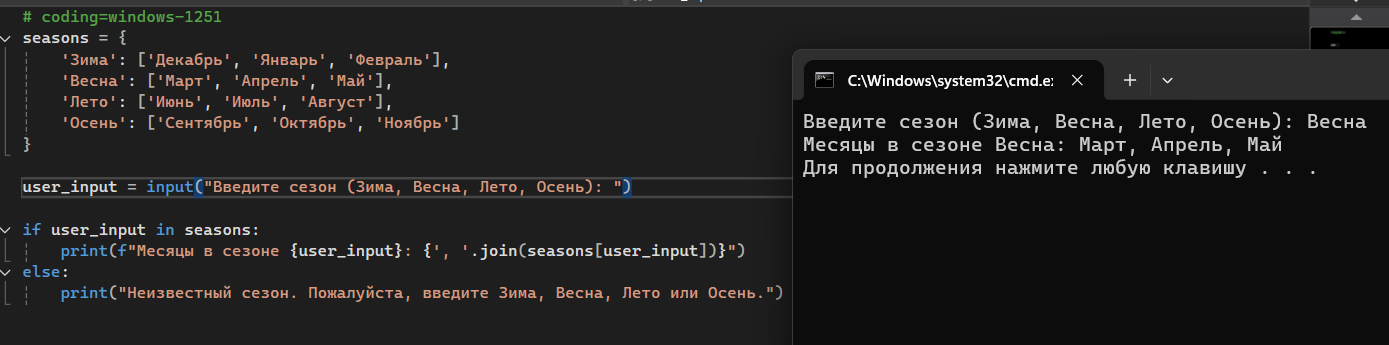 # coding=windows-1251
seasons = {
    'Зима': ['Декабрь', 'Январь', 'Февраль'],
    'Весна': ['Март', 'Апрель', 'Май'],
    'Лето': ['Июнь', 'Июль', 'Август'],
    'Осень': ['Сентябрь', 'Октябрь', 'Ноябрь']
}
user_input = input("Введите сезон (Зима, Весна, Лето, Осень): ")
if user_input in seasons:
    print(f"Месяцы в сезоне {user_input}: {', '.join(seasons[user_input])}")
else:
    print("Неизвестный сезон. Пожалуйста, введите Зима, Весна, Лето или Осень.")
C:\Windows\system32\cmd.ex
Введите сезон (Зима, Весна, Лето, Осень): Весна
Месяцы в сезоне Весна: Март, Апрель, Май
Для продолжения нажмите любую клавишу . . .